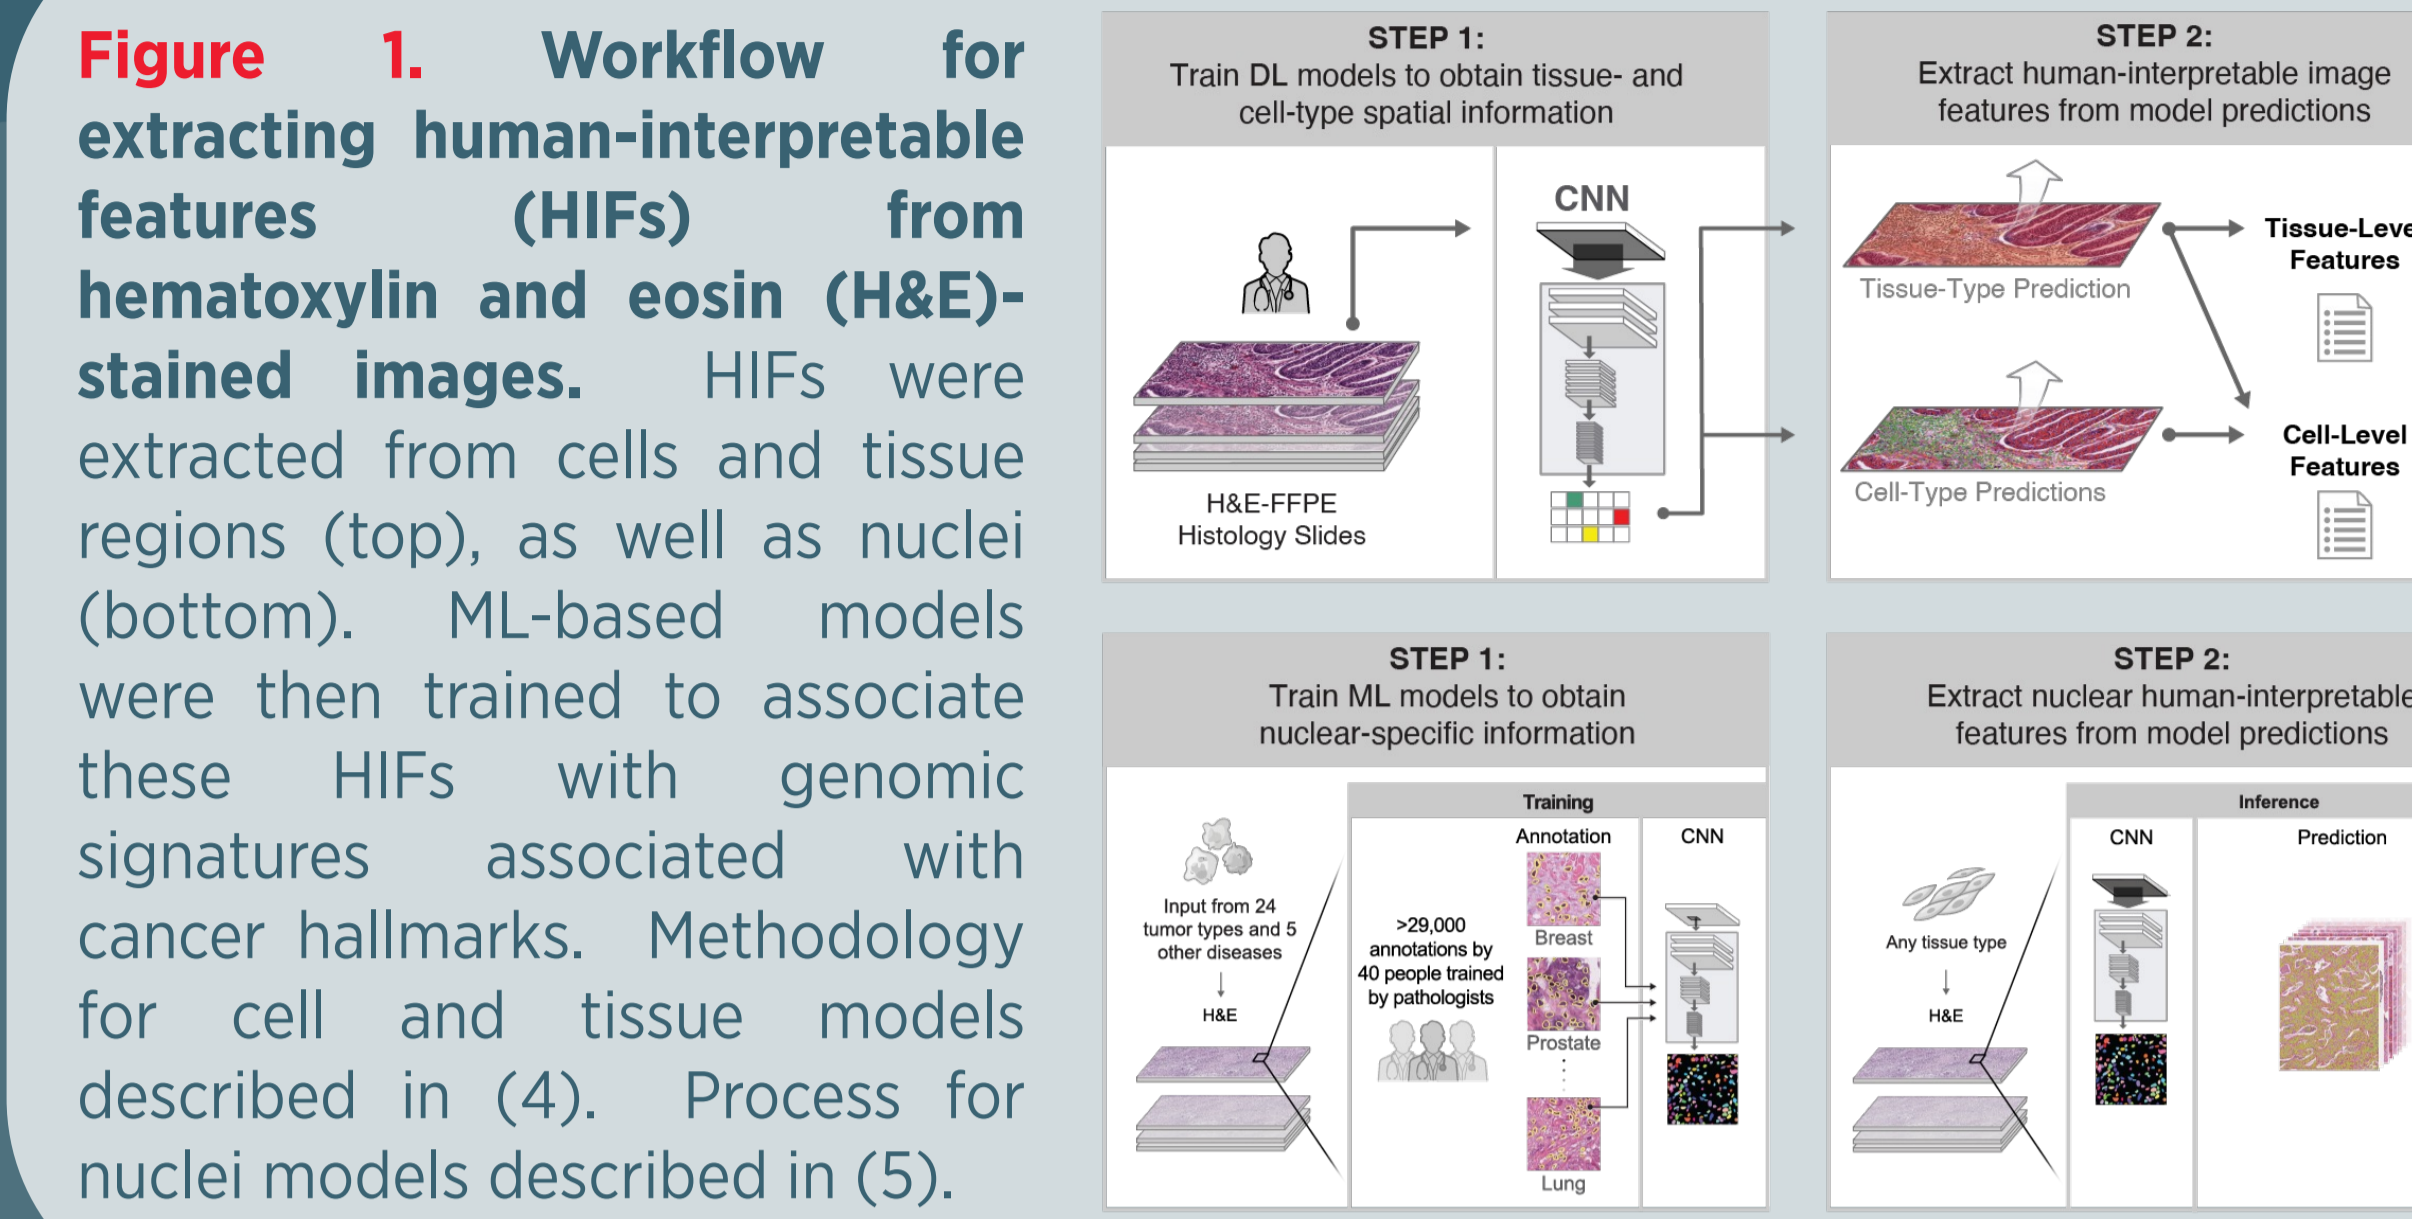 Figure 1. Workflow for
extracting human-interpretable
features (HIFs) from
hematoxylin and eosin (H&E)-
stained images. HIFs were
extracted from cells and tissue
regions (top), as well as nuclei
(bottom). ML-based models
were then trained to associate
these HIFs with genomic
signatures associated with
cancer hallmarks. Methodology
for cell and tissue models
described in (4). Process for
nuclei models described in (5).
STEP 1:
Train DL models to obtain tissue- and
cell-type spatial information
CNN
H&E-FFPE
Histology Slides
STEP 2:
Extract human-interpretable image
features from model predictions
Tissue-Type Prediction
Tissue-Leve
Features
Cell-Type Predictions
Cell-Level
Features
STEP 1:
Train ML models to obtain
nuclear-specific information
Input from 24
tumor types and 5
other diseases
H&E
Training
>29,000
annotations by
40 people trained
by pathologists
Annotation
Breast
Prostate
Lung
CNN
STEP 2:
Extract nuclear human-interpretable
features from model predictions
Any tissue type
H&E
Inference
CNN
Prediction